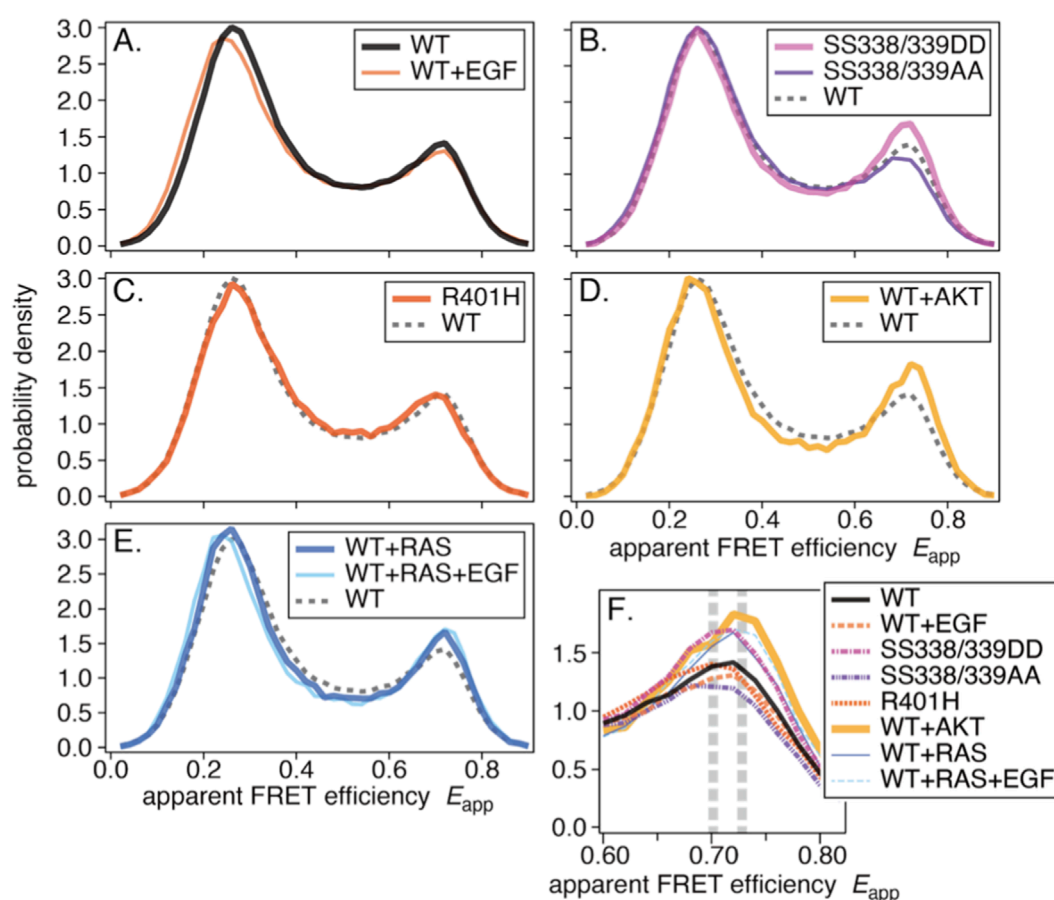 A.
WT
WT+EGF
3.0
2.5
2.0
1.5
1.0
0.5
0.0
B.
SS338/339DD
SS338/339AA
WT
C.
R401H
WT
3.0
2.5
2.0
1.5
1.0
0.5
0.0
probability density
D.
WT+AKT
WT
0.0 0.2 0.4 0.6 0.8
apparent FRET efficiency Eapp
E.
WT+RAS
WT+RAS+EGF
WT
3.0
2.5
2.0
1.5
1.0
0.5
0.0
0.0 0.2 0.4 0.6 0.8
apparent FRET efficiency Eapp
F.
WT
WT+EGF
SS338/339DD
SS338/339AA
R401H
WT+AKT
WT+RAS
WT+RAS+EGF
1.5
1.0
0.5
0.0
0.60 0.70 0.80
apparent FRET efficiency Eapp